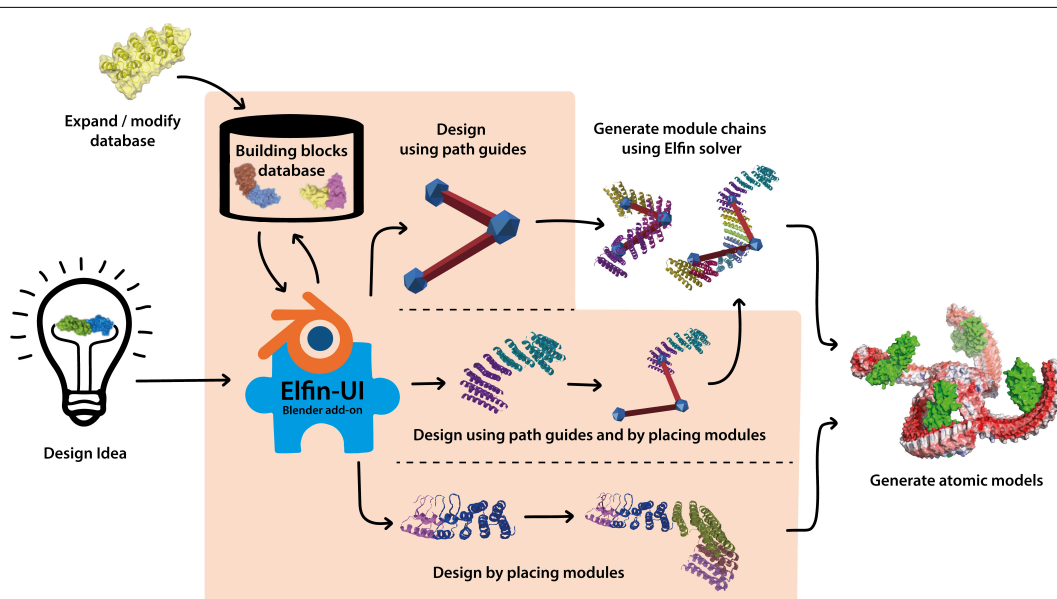 Expand / modify
database
Building blocks
database
Design
using path guides
Generate module chains
using Elfin solver
Elfin-UI
Blender add-on
Design Idea
Design using path guides and by placing modules
Generate atomic models
Design by placing modules